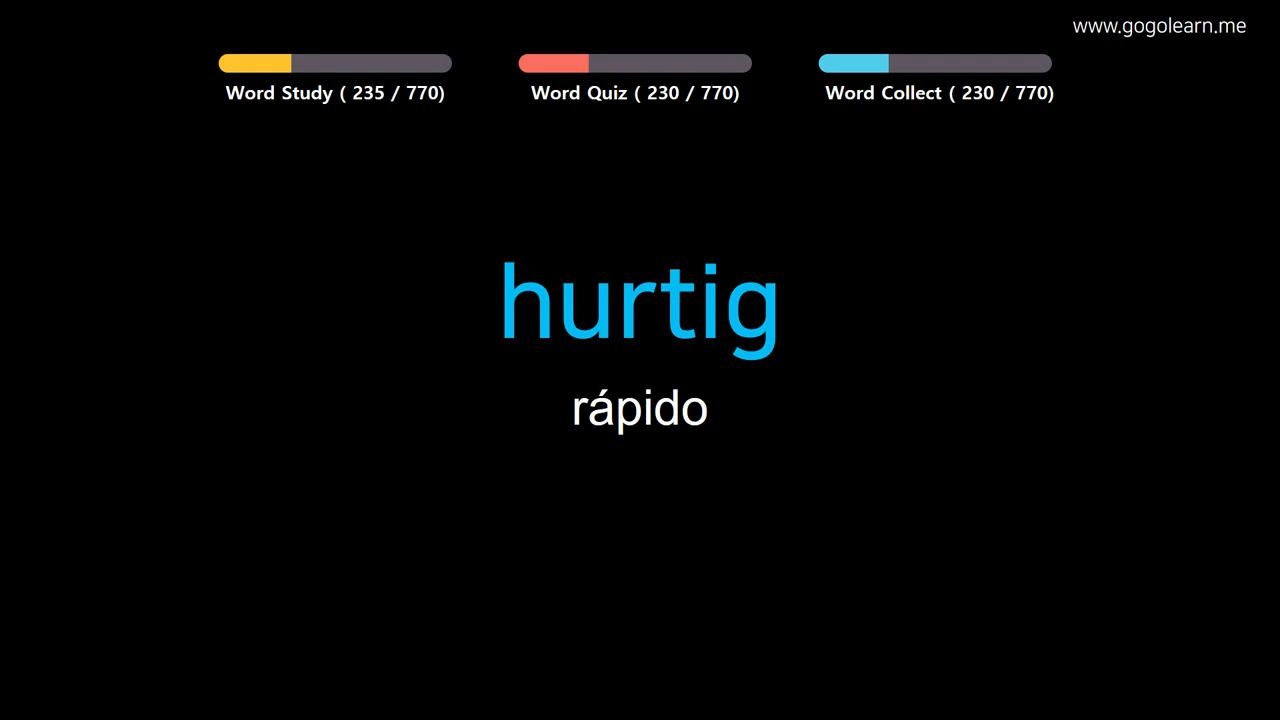 www.gogolearn.me
Word Study ( 235 / 770)
Word Quiz ( 230 / 770)
Word Collect ( 230 / 770)
hurtig
rápido